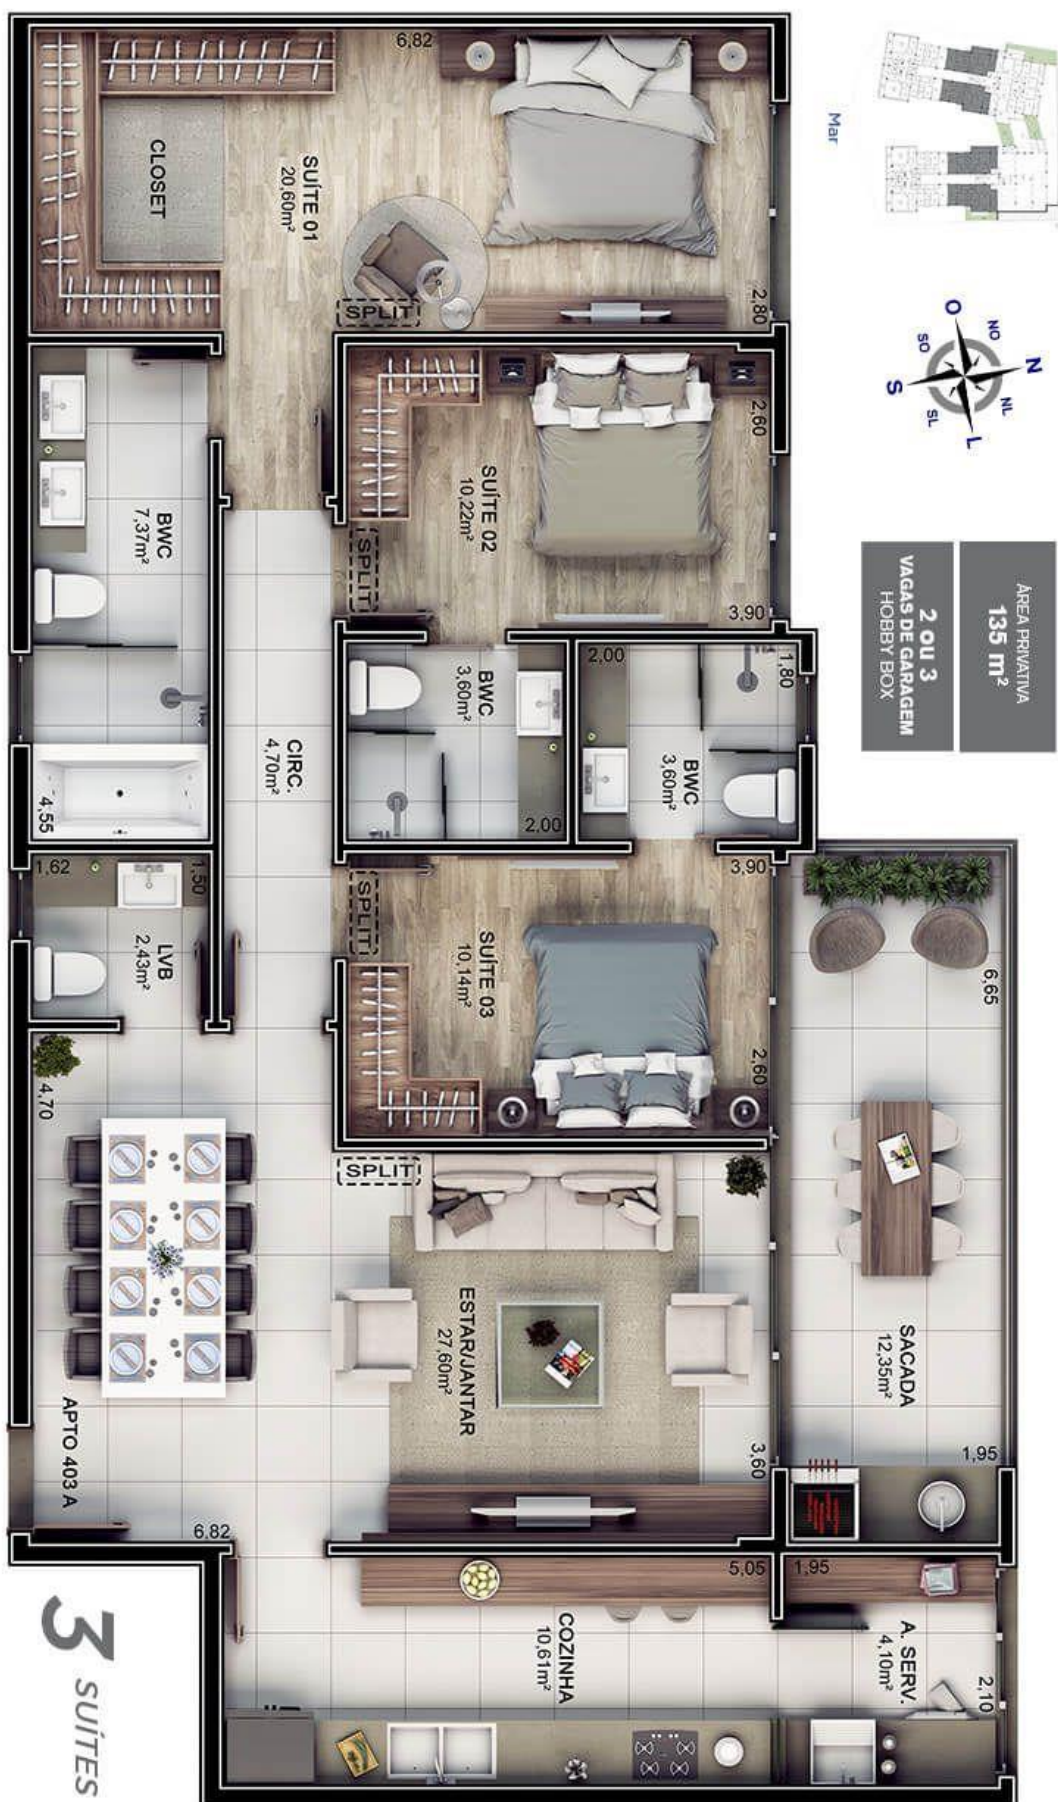 Mar
N
NO
O
SO
S
SL
L
NL
ÁREA PRIVATIVA
135 m²
2 ou 3
VAGAS DE GARAGEM
HOBBY BOX
6,82
CLOSET
SUÍTE 01
20,60m²
2,80
SPLIT
2,60
SUÍTE 02
10,22m²
3,90
SPLIT
BWC
7,37m²
4,55
BWC
3,60m²
2,00
2,00
1,80
BWC
3,60m²
CIRC.
4,70m²
1,62
1,50
LVB
2,43m²
SPLIT
3,90
SUÍTE 03
10,14m²
2,60
6,65
SACADA
12,35m²
1,95
4,70
SPLIT
ESTAR/JANTAR
27,60m²
3,60
APTO 403 A
6,82
5,05
COZINHA
10,61m²
1,95
A. SERV.
4,10m²
2,10
3 SUÍTES